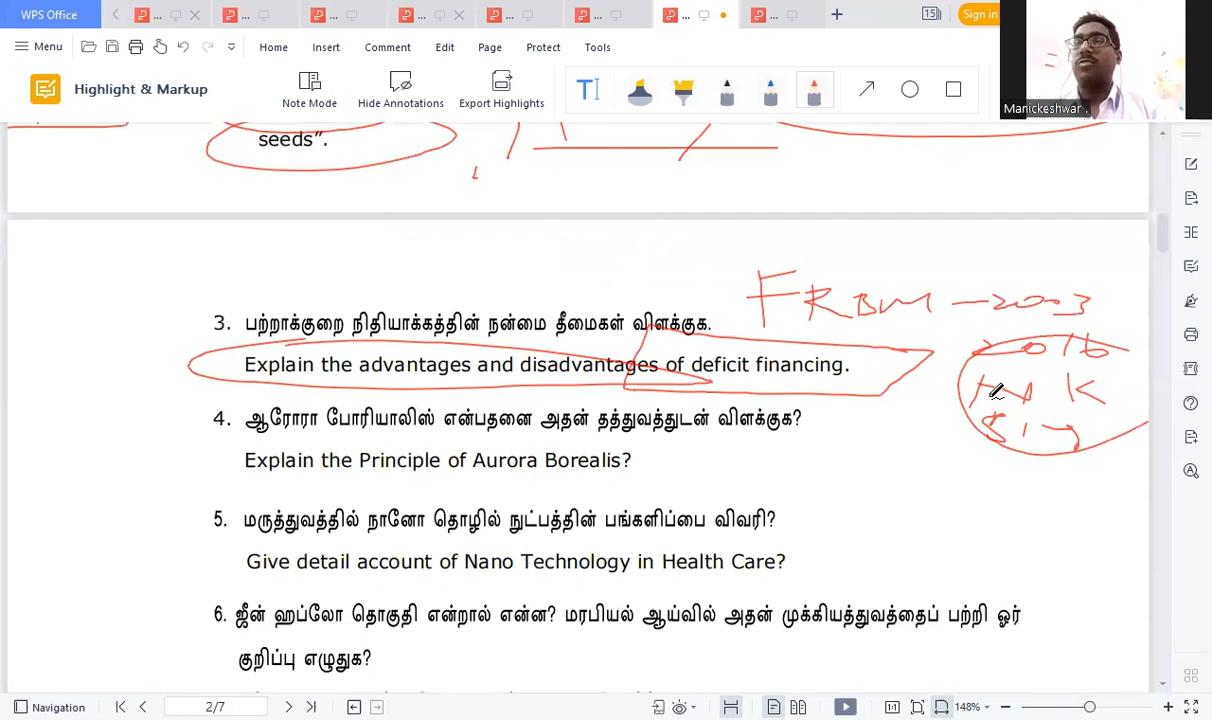 WPS Office
15
Sign in
Menu
Home Insert Comment Edit Page Protect Tools
Highlight & Markup
Note Mode Hide Annotations Export Highlights
Manickeshwar .
seeds”.
FRBM – 2003
3. பற்றாக்குறை நிதியாக்கத்தின் நன்மை தீமைகள் விளக்குக.
2016
Explain the advantages and disadvantages of deficit financing.
4. ஆரோரா போரியாலிஸ் என்பதனை அதன் தத்துவத்துடன் விளக்குக?
Explain the Principle of Aurora Borealis?
5. மருத்துவத்தில் நானோ தொழில் நுட்பத்தின் பங்களிப்பை விவரி?
Give detail account of Nano Technology in Health Care?
6. ஜீன் ஹப்லோ தொகுதி என்றால் என்ன? மரபியல் ஆய்வில் அதன் முக்கியத்துவத்தைப் பற்றி ஓர்
குறிப்பு எழுதுக?
Navigation 2/7 148%